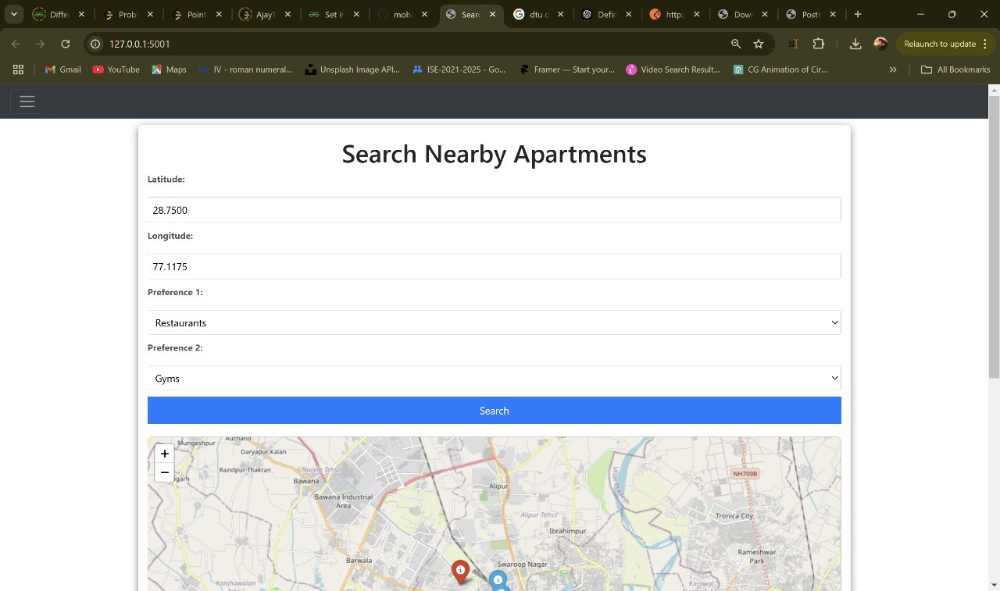 Differ
Probl
Point
AjayT
Set in
moh
Searc
dtu c
Defin
http:
Dow
Postr
127.0.0.1:5001
Relaunch to update
Gmail
YouTube
Maps
IV - roman numeral...
Unsplash Image API...
ISE-2021-2025 - Go...
Framer — Start your...
Video Search Result...
CG Animation of Cir...
All Bookmarks
Search Nearby Apartments
Latitude:
28.7500
Longitude:
77.1175
Preference 1:
Restaurants
Preference 2:
Gyms
Search
+
−
Mungeshpur
Auchand
Daryapur Kalan
Razidpur-Thakran
Narela Tehsil
Bawana
Bawana Industrial
Area
Barwala
Kanjhawala Tehsil
Alipur
Alipur Tehsil
Ibrahimpur
Swaroop Nagar
Uttar Pradesh
NH709B
Tronica City
Rameshwar
Park
Karawal